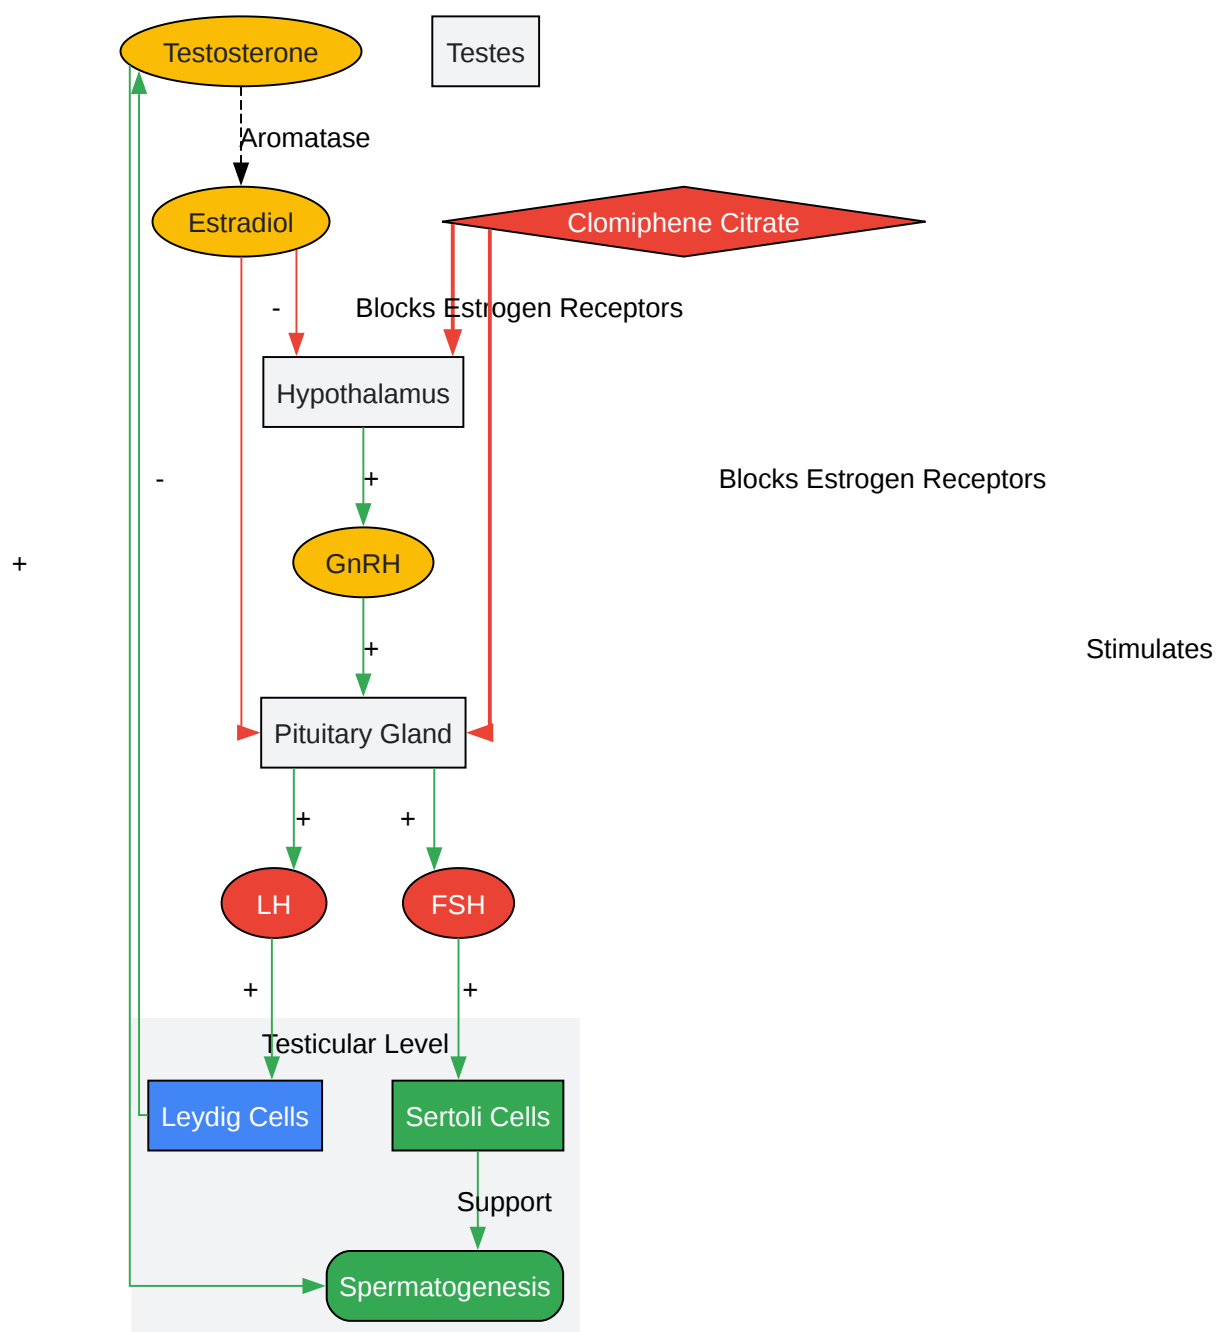 Testosterone
Testes
Aromatase
Estradiol
Clomiphene Citrate
-
Blocks Estrogen Receptors
Hypothalamus
-
+
Blocks Estrogen Receptors
+
GnRH
+
Stimulates
Pituitary Gland
+
+
LH
FSH
+
+
Testicular Level
Leydig Cells
Sertoli Cells
Support
Spermatogenesis